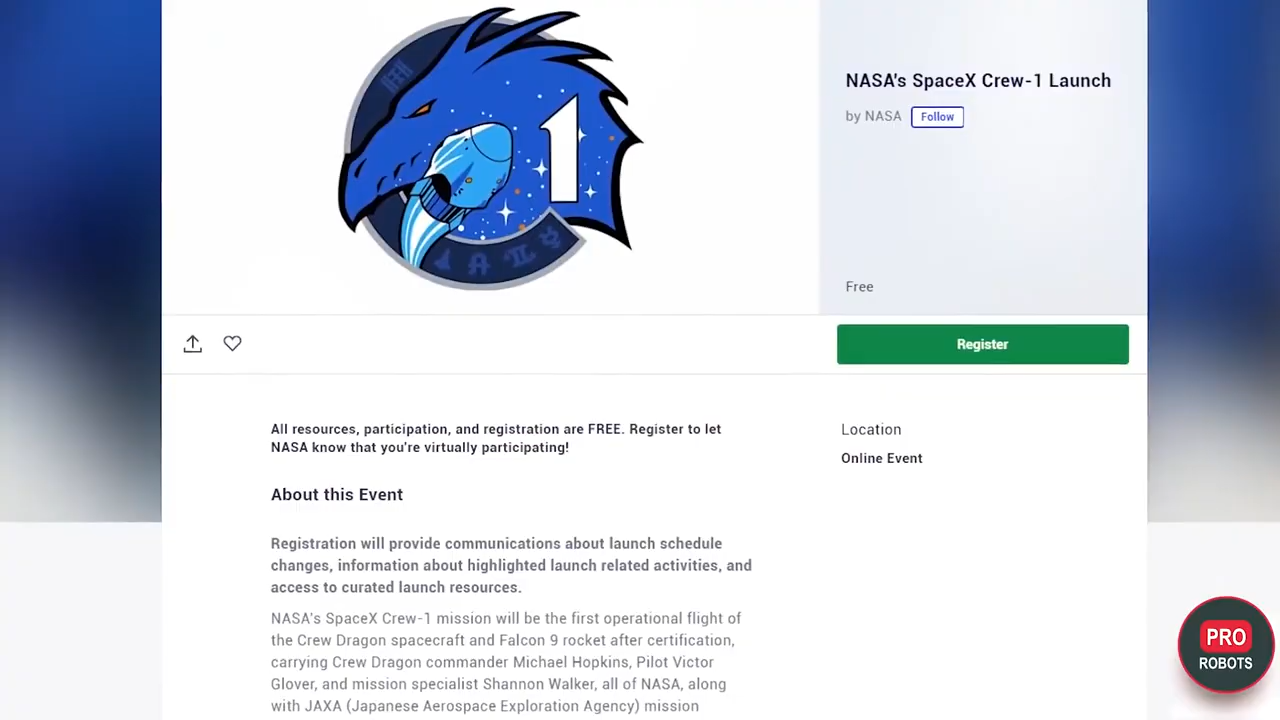 1
NASA's SpaceX Crew-1 Launch
by NASA
Follow
Free
Register
All resources, participation, and registration are FREE. Register to let
NASA know that you're virtually participating!
Location
Online Event
About this Event
Registration will provide communications about launch schedule
changes, information about highlighted launch related activities, and
access to curated launch resources.
NASA's SpaceX Crew-1 mission will be the first operational flight of
the Crew Dragon spacecraft and Falcon 9 rocket after certification,
carrying Crew Dragon commander Michael Hopkins, Pilot Victor
Glover, and mission specialist Shannon Walker, all of NASA, along
with JAXA (Japanese Aerospace Exploration Agency) mission
PRO
ROBOTS